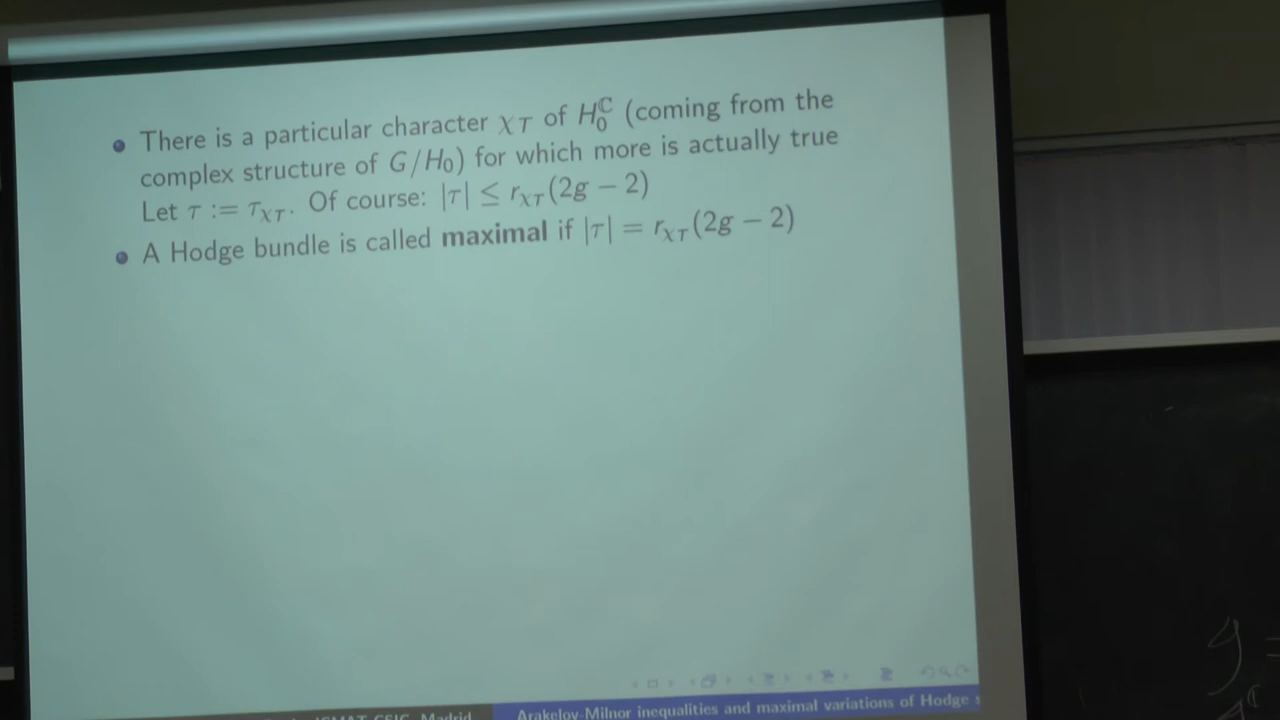 • There is a particular character χ_T of H_0^ℂ (coming from the
complex structure of G/H_0) for which more is actually true
Let τ := τ_{χ_T}. Of course: |τ| ≤ r_{χ_T}(2g − 2)
• A Hodge bundle is called maximal if |τ| = r_{χ_T}(2g − 2)
ICMAT-CSIC, Madrid
Arakelov-Milnor inequalities and maximal variations of Hodge